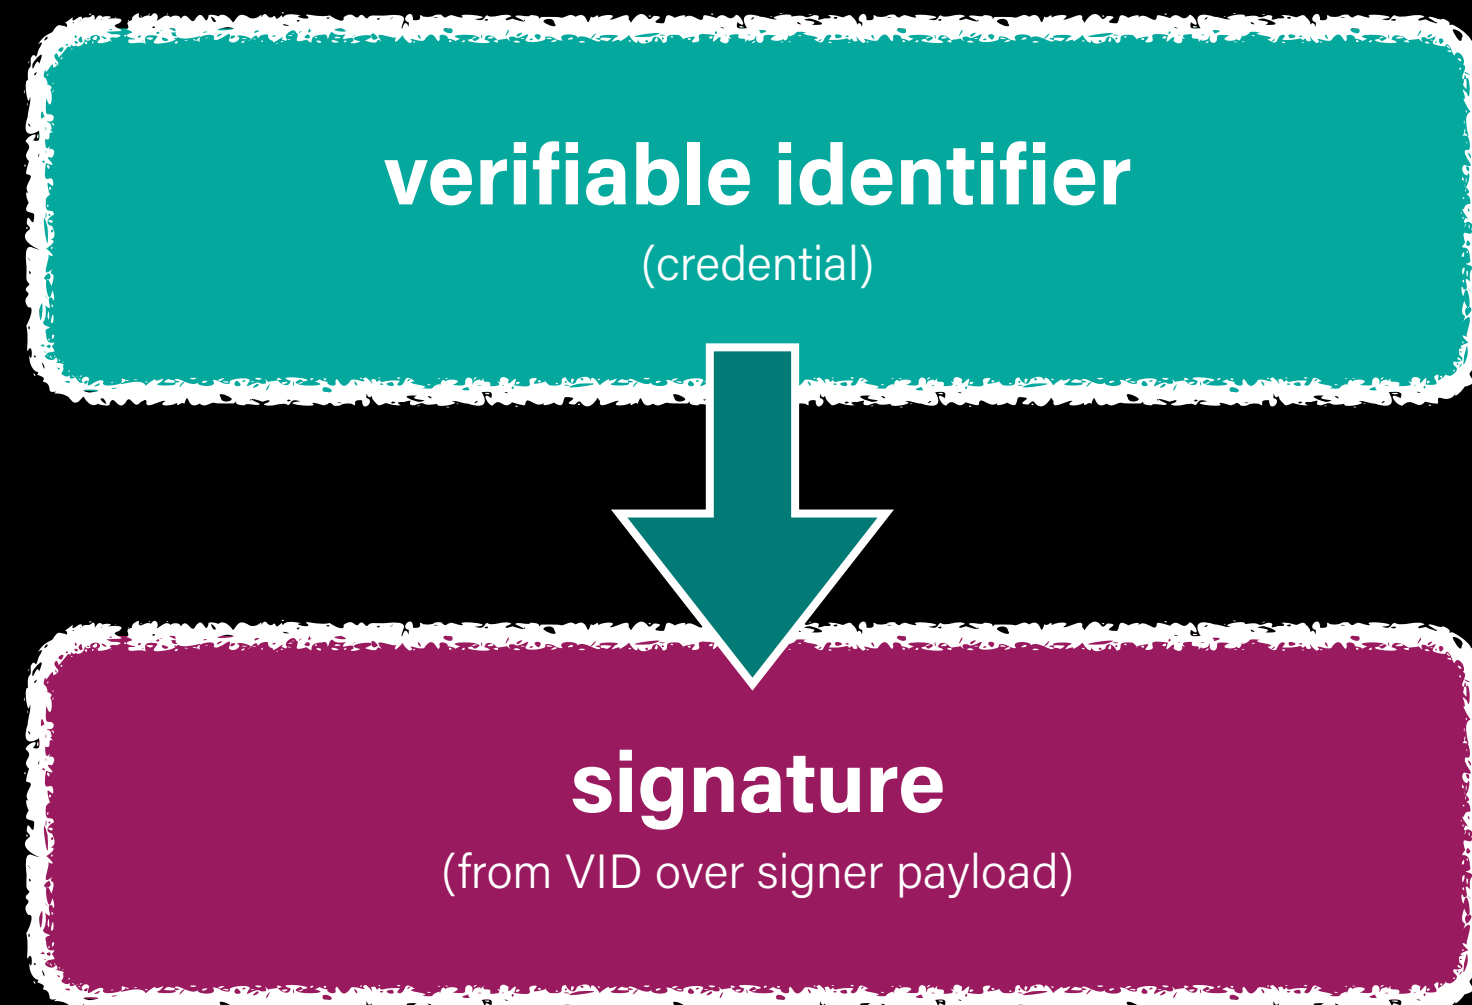 verifiable identifier
(credential)
signature
(from VID over signer payload)